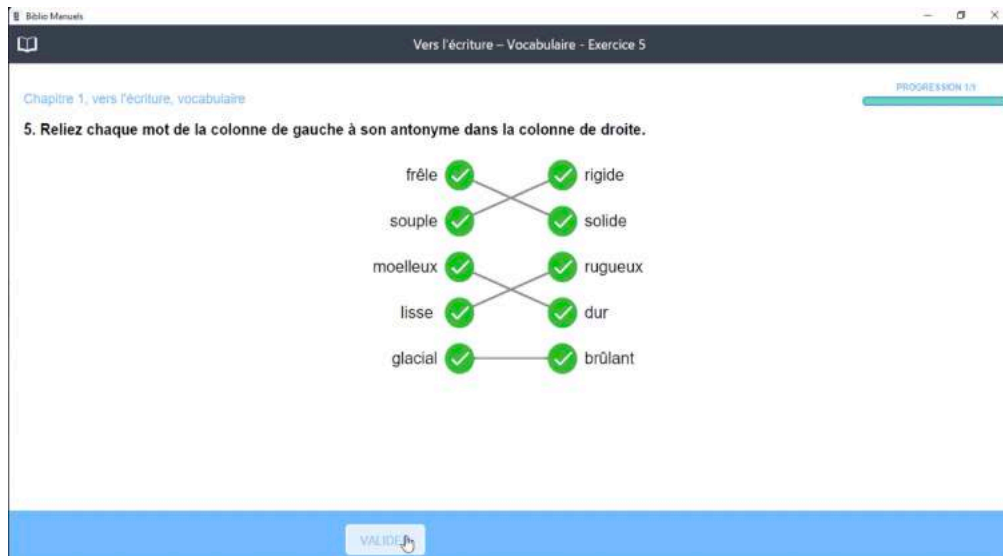 Biblio Manuels
Vers l'écriture – Vocabulaire - Exercice 5
PROGRESSION 1/1
Chapitre 1, vers l'écriture, vocabulaire
5. Reliez chaque mot de la colonne de gauche à son antonyme dans la colonne de droite.
frêle rigide
souple solide
moelleux rugueux
lisse dur
glacial brûlant
VALIDE